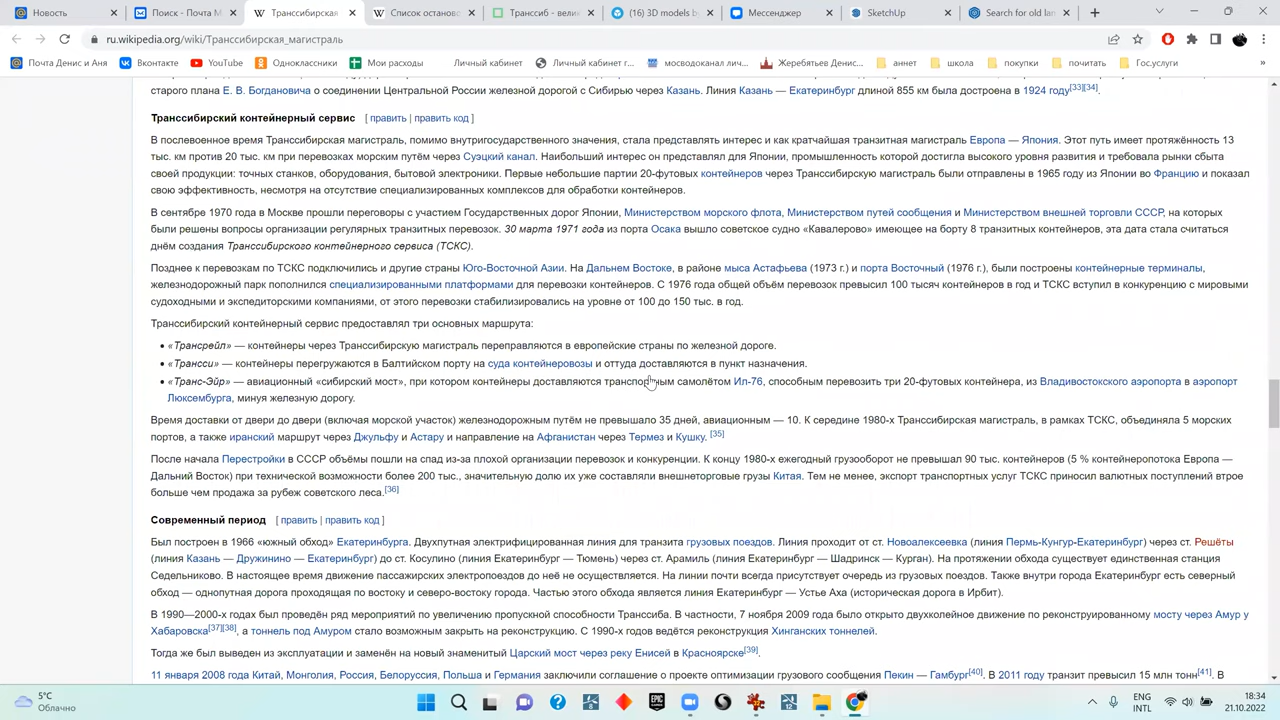 Новость
Поиск - Почта М
Транссибирская
Список останово
Транссиб - вели
(16) 3D models b
Мессенджер
SketchUp
Search for old lan
ru.wikipedia.org/wiki/Транссибирская_магистраль
Почта Денис и Аня
Вконтакте
YouTube
Одноклассники
Мои расходы
Личный кабинет
Личный кабинет г...
мосводоканал лич...
Жеребятьев Денис...
аннет
школа
покупки
почитать
Гос.услуги
»
старого плана Е. В. Богдановича о соединении Центральной России железной дорогой с Сибирью через Казань. Линия Казань — Екатеринбург длиной 855 км была достроена в 1924 году[33][34].
Транссибирский контейнерный сервис [ править | править код ]
В послевоенное время Транссибирская магистраль, помимо внутригосударственного значения, стала представлять интерес и как кратчайшая транзитная магистраль Европа — Япония. Этот путь имеет протяжённость 13
тыс. км против 20 тыс. км при перевозках морским путём через Суэцкий канал. Наибольший интерес он представлял для Японии, промышленность которой достигла высокого уровня развития и требовала рынки сбыта
своей продукции: точных станков, оборудования, бытовой электроники. Первые небольшие партии 20-футовых контейнеров через Транссибирскую магистраль были отправлены в 1965 году из Японии во Францию и показал
свою эффективность, несмотря на отсутствие специализированных комплексов для обработки контейнеров.
В сентябре 1970 года в Москве прошли переговоры с участием Государственных дорог Японии, Министерством морского флота, Министерством путей сообщения и Министерством внешней торговли СССР, на которых
были решены вопросы организации регулярных транзитных перевозок. 30 марта 1971 года из порта Осака вышло советское судно «Кавалерово» имеющее на борту 8 транзитных контейнеров, эта дата стала считаться
днём создания Транссибирского контейнерного сервиса (ТСКС).
Позднее к перевозкам по ТСКС подключились и другие страны Юго-Восточной Азии. На Дальнем Востоке, в районе мыса Астафьева (1973 г.) и порта Восточный (1976 г.), были построены контейнерные терминалы,
железнодорожный парк пополнился специализированными платформами для перевозки контейнеров. С 1976 года общий объём перевозок превысил 100 тысяч контейнеров в год и ТСКС вступил в конкуренцию с мировыми
судоходными и экспедиторскими компаниями, от этого перевозки стабилизировались на уровне от 100 до 150 тыс. в год.
Транссибирский контейнерный сервис предоставлял три основных маршрута:
• «Трансрейл» — контейнеры через Транссибирскую магистраль переправляются в европейские страны по железной дороге.
• «Трансси» — контейнеры перегружаются в Балтийском порту на суда контейнеровозы и оттуда доставляются в пункт назначения.
• «Транс-Эйр» — авиационный «сибирский мост», при котором контейнеры доставляются транспортным самолётом Ил-76, способным перевозить три 20-футовых контейнера, из Владивостокского аэропорта в аэропорт
Люксембурга, минуя железную дорогу.
Время доставки от двери до двери (включая морской участок) железнодорожным путём не превышало 35 дней, авиационным — 10. К середине 1980-х Транссибирская магистраль, в рамках ТСКС, объединяла 5 морских
портов, а также иранский маршрут через Джульфу и Астару и направление на Афганистан через Термез и Кушку. [35]
После начала Перестройки в СССР объёмы пошли на спад из-за плохой организации перевозок и конкуренции. К концу 1980-х ежегодный грузооборот не превышал 90 тыс. контейнеров (5 % контейнеропотока Европа —
Дальний Восток) при технической возможности более 200 тыс., значительную долю их уже составляли внешнеторговые грузы Китая. Тем не менее, экспорт транспортных услуг ТСКС приносил валютных поступлений втрое
больше чем продажа за рубеж советского леса.[36]
Современный период [ править | править код ]
Был построен в 1966 «южный обход» Екатеринбурга. Двухпутная электрифицированная линия для транзита грузовых поездов. Линия проходит от ст. Новоалексеевка (линия Пермь-Кунгур-Екатеринбург) через ст. Решёты
(линия Казань — Дружинино — Екатеринбург) до ст. Косулино (линия Екатеринбург — Тюмень) через ст. Арамиль (линия Екатеринбург — Шадринск — Курган). На протяжении обхода существует единственная станция
Седельниково. В настоящее время движение пассажирских электропоездов до неё не осуществляется. На линии почти всегда присутствует очередь из грузовых поездов. Также внутри города Екатеринбург есть северный
обход — однопутная дорога проходящая по востоку и северо-востоку города. Частью этого обхода является линия Екатеринбург — Устье Аха (историческая дорога в Ирбит).
В 1990—2000-х годах был проведён ряд мероприятий по увеличению пропускной способности Транссиба. В частности, 7 ноября 2009 года было открыто двухколейное движение по реконструированному мосту через Амур у
Хабаровска[37][38], а тоннель под Амуром стало возможным закрыть на реконструкцию. С 1990-х годов ведётся реконструкция Хинганских тоннелей.
Тогда же был выведен из эксплуатации и заменён на новый знаменитый Царский мост через реку Енисей в Красноярске[39].
11 января 2008 года Китай, Монголия, Россия, Белоруссия, Польша и Германия заключили соглашение о проекте оптимизации грузового сообщения Пекин — Гамбург[40]. В 2011 году транзит превысил 15 млн тонн[41]. В
5°C
Облачно
ENG
INTL
18:34
21.10.2022